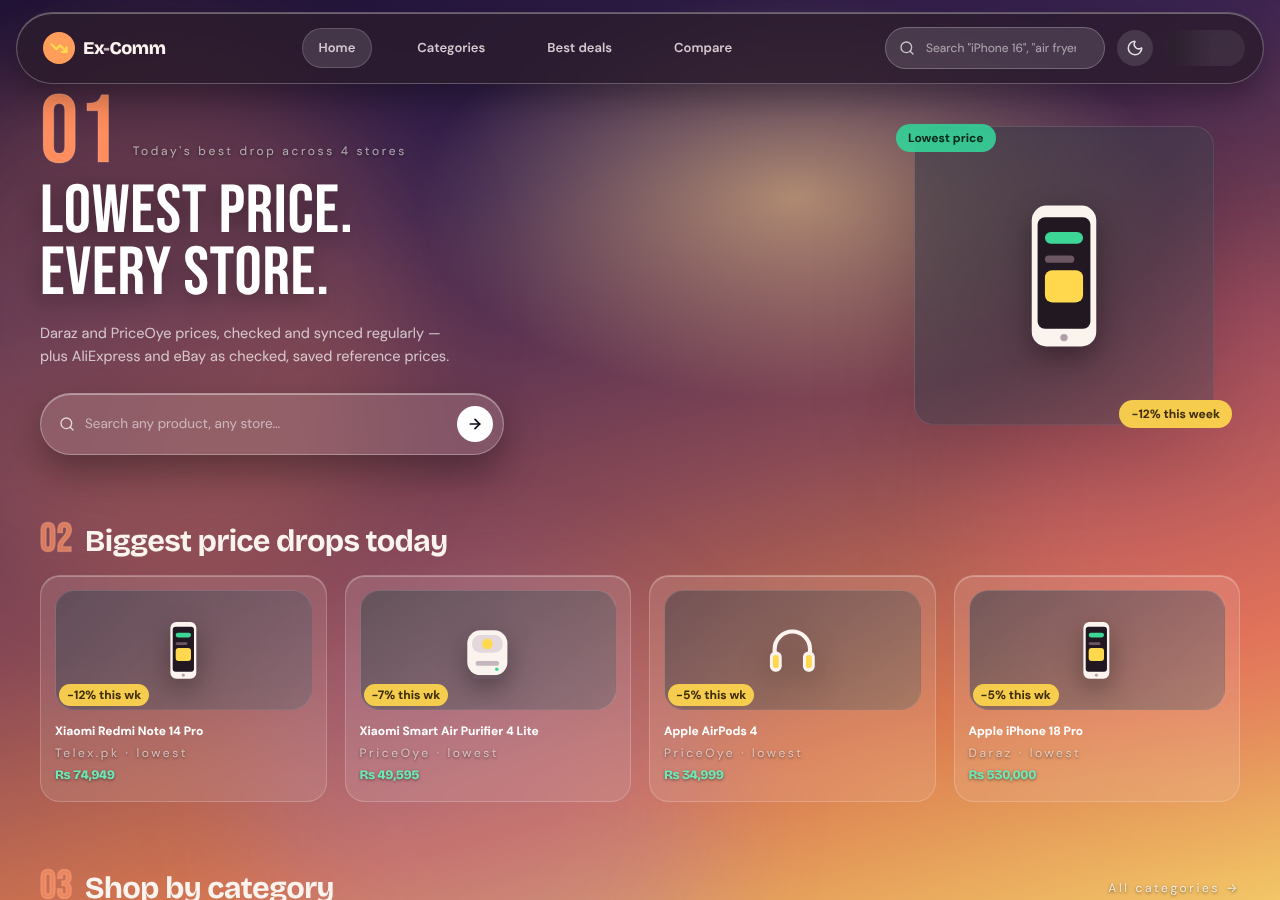 Ex-Comm
Home
Categories
Best deals
Compare
Search "iPhone 16", "air fryer
01
Today's best drop across 4 stores
LOWEST PRICE.
EVERY STORE.
Daraz and PriceOye prices, checked and synced regularly —
plus AliExpress and eBay as checked, saved reference prices.
Search any product, any store…
Lowest price
−12% this week
02 Biggest price drops today
−12% this wk
Xiaomi Redmi Note 14 Pro
Telex.pk · lowest
Rs 74,949
−7% this wk
Xiaomi Smart Air Purifier 4 Lite
PriceOye · lowest
Rs 49,595
−5% this wk
Apple AirPods 4
PriceOye · lowest
Rs 34,999
−5% this wk
Apple iPhone 18 Pro
Daraz · lowest
Rs 530,000
03 Shop by category
All categories →